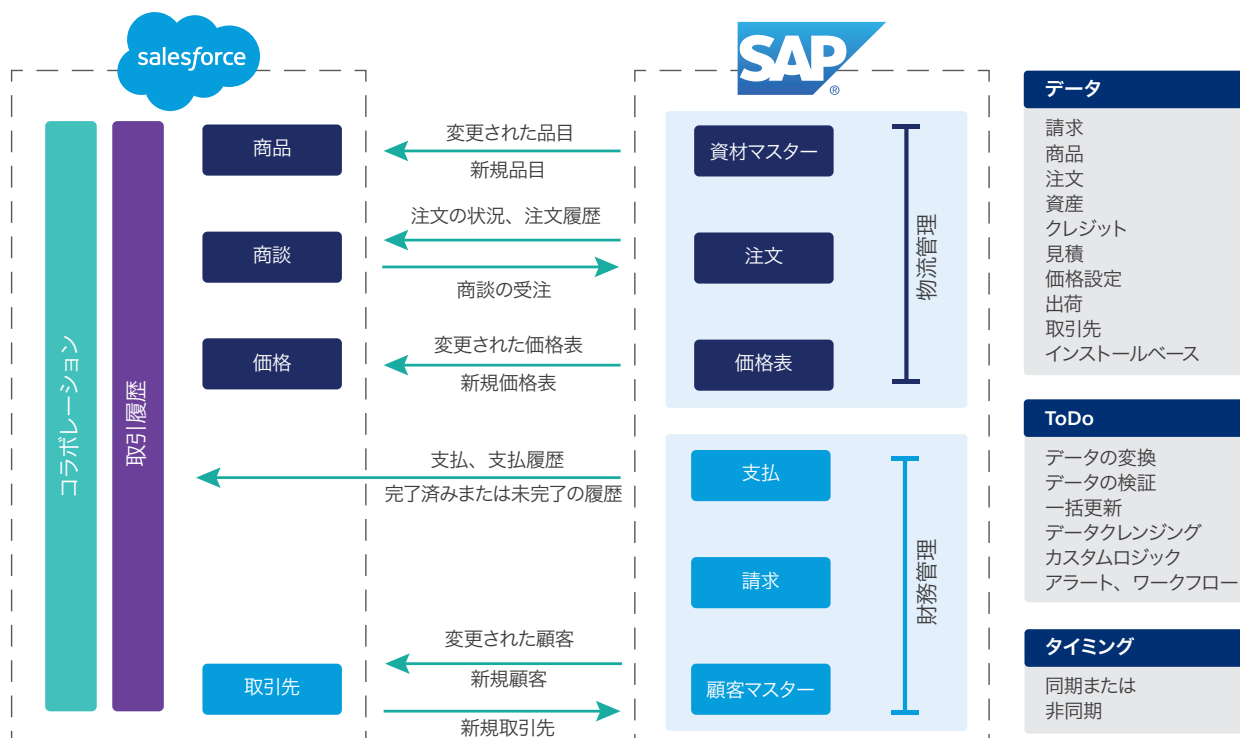 salesforce
SAP
®
コラボレーション
取引履歴
商品
変更された品目
新規品目
資材マスター
商談
注文の状況、注文履歴
商談の受注
注文
価格
変更された価格表
新規価格表
価格表
物流管理
支払、支払履歴
完了済みまたは未完了の履歴
支払
請求
財務管理
取引先
変更された顧客
新規顧客
新規取引先
顧客マスター
データ
請求
商品
注文
資産
クレジット
見積
価格設定
出荷
取引先
インストールベース
ToDo
データの変換
データの検証
一括更新
データクレンジング
カスタムロジック
アラート、ワークフロー
タイミング
同期または
非同期